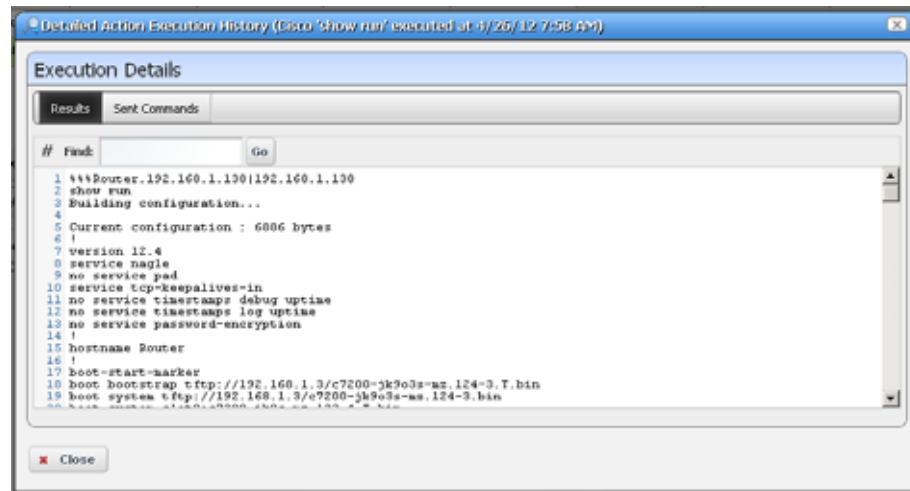 Detailed Action Execution History (Cisco 'show run' executed at 4/26/12 7:58 AM)
Execution Details
Results Sent Commands
# Find: Go
1 %%%Router.192.168.1.130|192.168.1.130
2 show run
3 Building configuration...
4
5 Current configuration : 6886 bytes
6 !
7 version 12.4
8 service nagle
9 no service pad
10 service tcp-keepalives-in
11 no service timestamps debug uptime
12 no service timestamps log uptime
13 no service password-encryption
14 !
15 hostname Router
16 !
17 boot-start-marker
18 boot bootstrap tftp://192.168.1.3/c7200-jk9o3s-mz.124-3.T.bin
19 boot system tftp://192.168.1.3/c7200-jk9o3s-mz.124-3.bin
Close